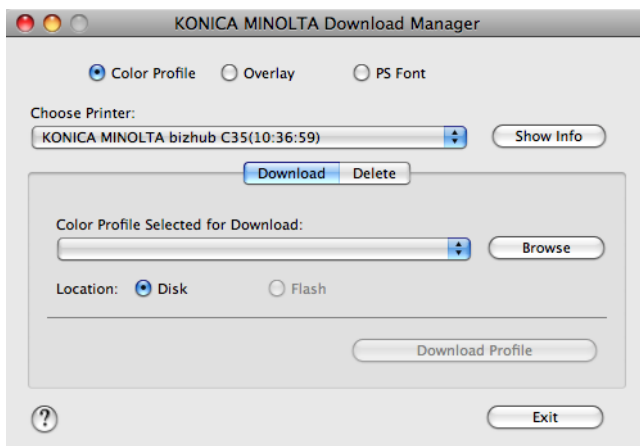 KONICA MINOLTA Download Manager
Color Profile Overlay PS Font
Choose Printer:
KONICA MINOLTA bizhub C35(10:36:59) Show Info
Download Delete
Color Profile Selected for Download:
Browse
Location: Disk Flash
Download Profile
? Exit